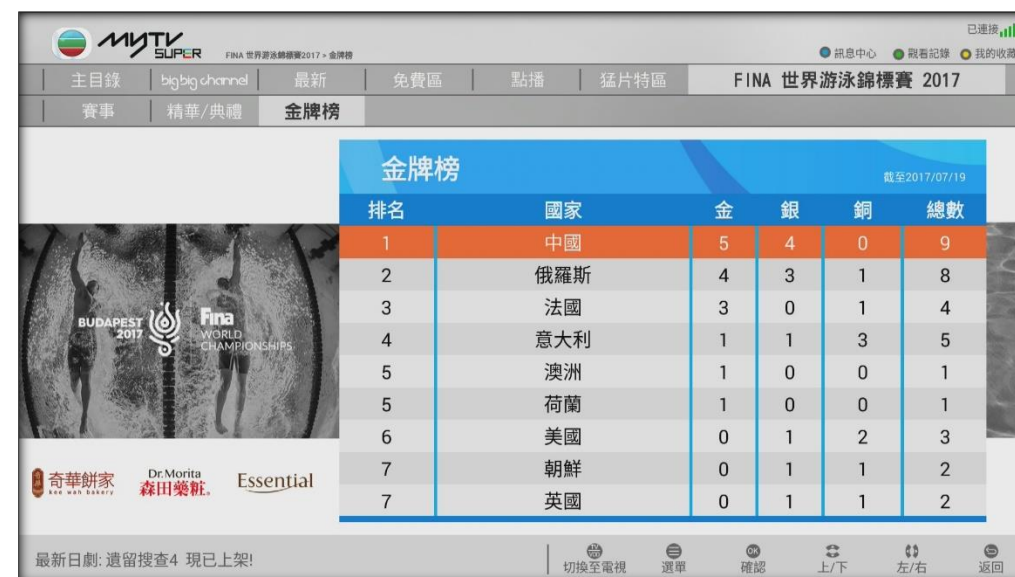 myTV SUPER
FINA 世界游泳錦標賽2017 > 金牌榜
已連接
訊息中心 觀看記錄 我的收藏
主目錄 big big channel 最新 免費區 點播 猛片特區 FINA 世界游泳錦標賽 2017
賽事 精華/典禮 金牌榜
金牌榜
截至2017/07/19
排名 國家 金 銀 銅 總數
1 中國 5 4 0 9
2 俄羅斯 4 3 1 8
3 法國 3 0 1 4
4 意大利 1 1 3 5
5 澳洲 1 0 0 1
5 荷蘭 1 0 0 1
6 美國 0 1 2 3
7 朝鮮 0 1 1 2
7 英國 0 1 1 2
BUDAPEST 2017
Fina
WORLD
CHAMPIONSHIPS
奇華餅家
kee wah bakery
Dr.Morita
森田藥粧.
Essential
最新日劇: 遺留搜查4 現已上架!
切換至電視 選單 OK 確認 上/下 左/右 返回